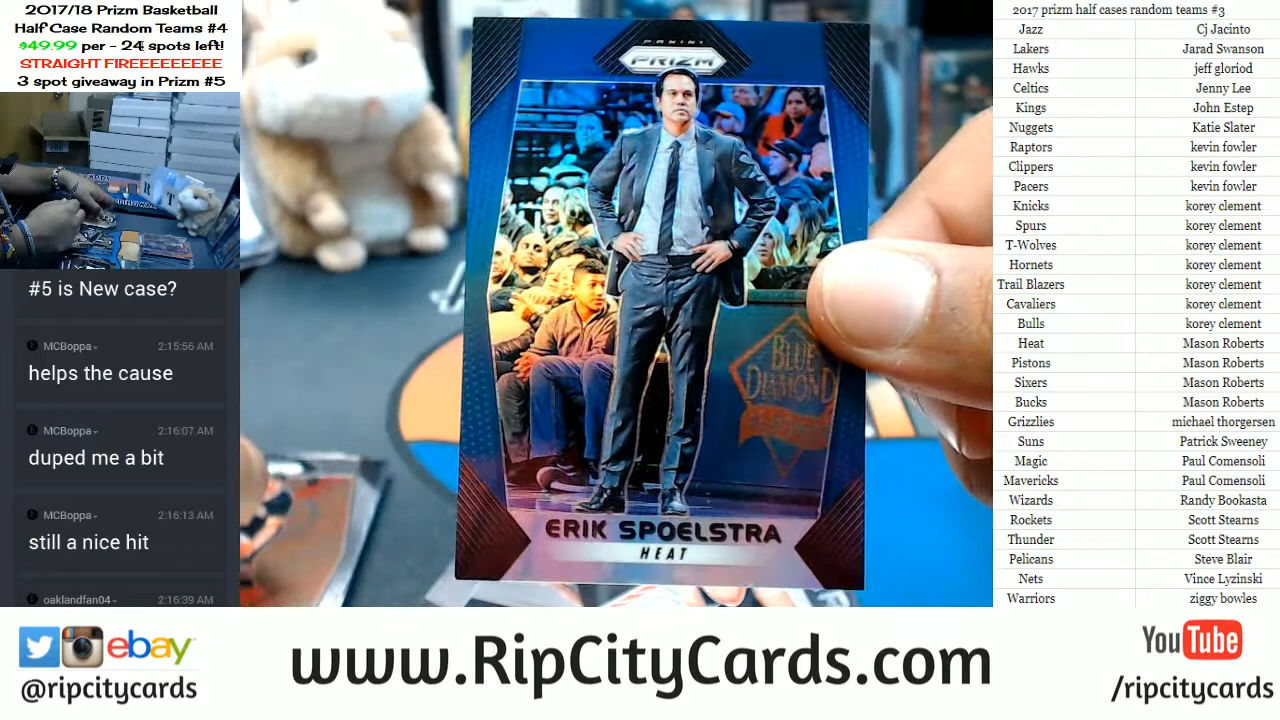 2017/18 Prizm Basketball
Half Case Random Teams #4
$49.99 per - 24 spots left!
STRAIGHT FIREEEEEEEEE
3 spot giveaway in Prizm #5
#5 is New case?
MCBoppa 2:15:56 AM
helps the cause
MCBoppa 2:16:07 AM
duped me a bit
MCBoppa 2:16:13 AM
still a nice hit
oaklandfan04 2:16:39 AM
PANINI
PRIZM
BLUE
DIAMOND
ERIK SPOELSTRA
HEAT
2017 prizm half cases random teams #3
Jazz Cj Jacinto
Lakers Jarad Swanson
Hawks jeff gloriod
Celtics Jenny Lee
Kings John Estep
Nuggets Katie Slater
Raptors kevin fowler
Clippers kevin fowler
Pacers kevin fowler
Knicks korey clement
Spurs korey clement
T-Wolves korey clement
Hornets korey clement
Trail Blazers korey clement
Cavaliers korey clement
Bulls korey clement
Heat Mason Roberts
Pistons Mason Roberts
Sixers Mason Roberts
Bucks Mason Roberts
Grizzlies michael thorgersen
Suns Patrick Sweeney
Magic Paul Comensoli
Mavericks Paul Comensoli
Wizards Randy Bookasta
Rockets Scott Stearns
Thunder Scott Stearns
Pelicans Steve Blair
Nets Vince Lyzinski
Warriors ziggy bowles
ebay
@ripcitycards
www.RipCityCards.com
YouTube
/ripcitycards